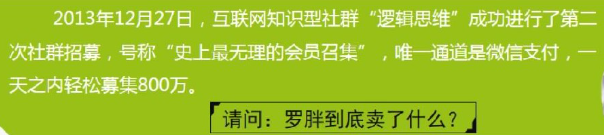 2013年12月27日，互联网知识型社群“逻辑思维”成功进行了第二
次社群招募，号称“史上最无理的会员召集”，唯一通道是微信支付，一
天之内轻松募集800万。
请问：罗胖到底卖了什么？